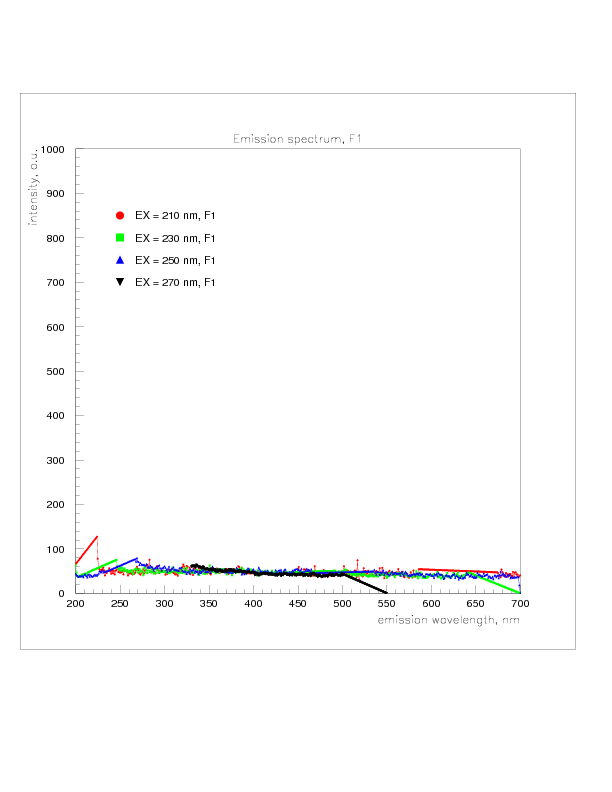 Emission spectrum, F1
intensity, a.u.
1000
900
800
700
600
500
400
300
200
100
0
EX = 210 nm, F1
EX = 230 nm, F1
EX = 250 nm, F1
EX = 270 nm, F1
200 250 300 350 400 450 500 550 600 650 700
emission wavelength, nm